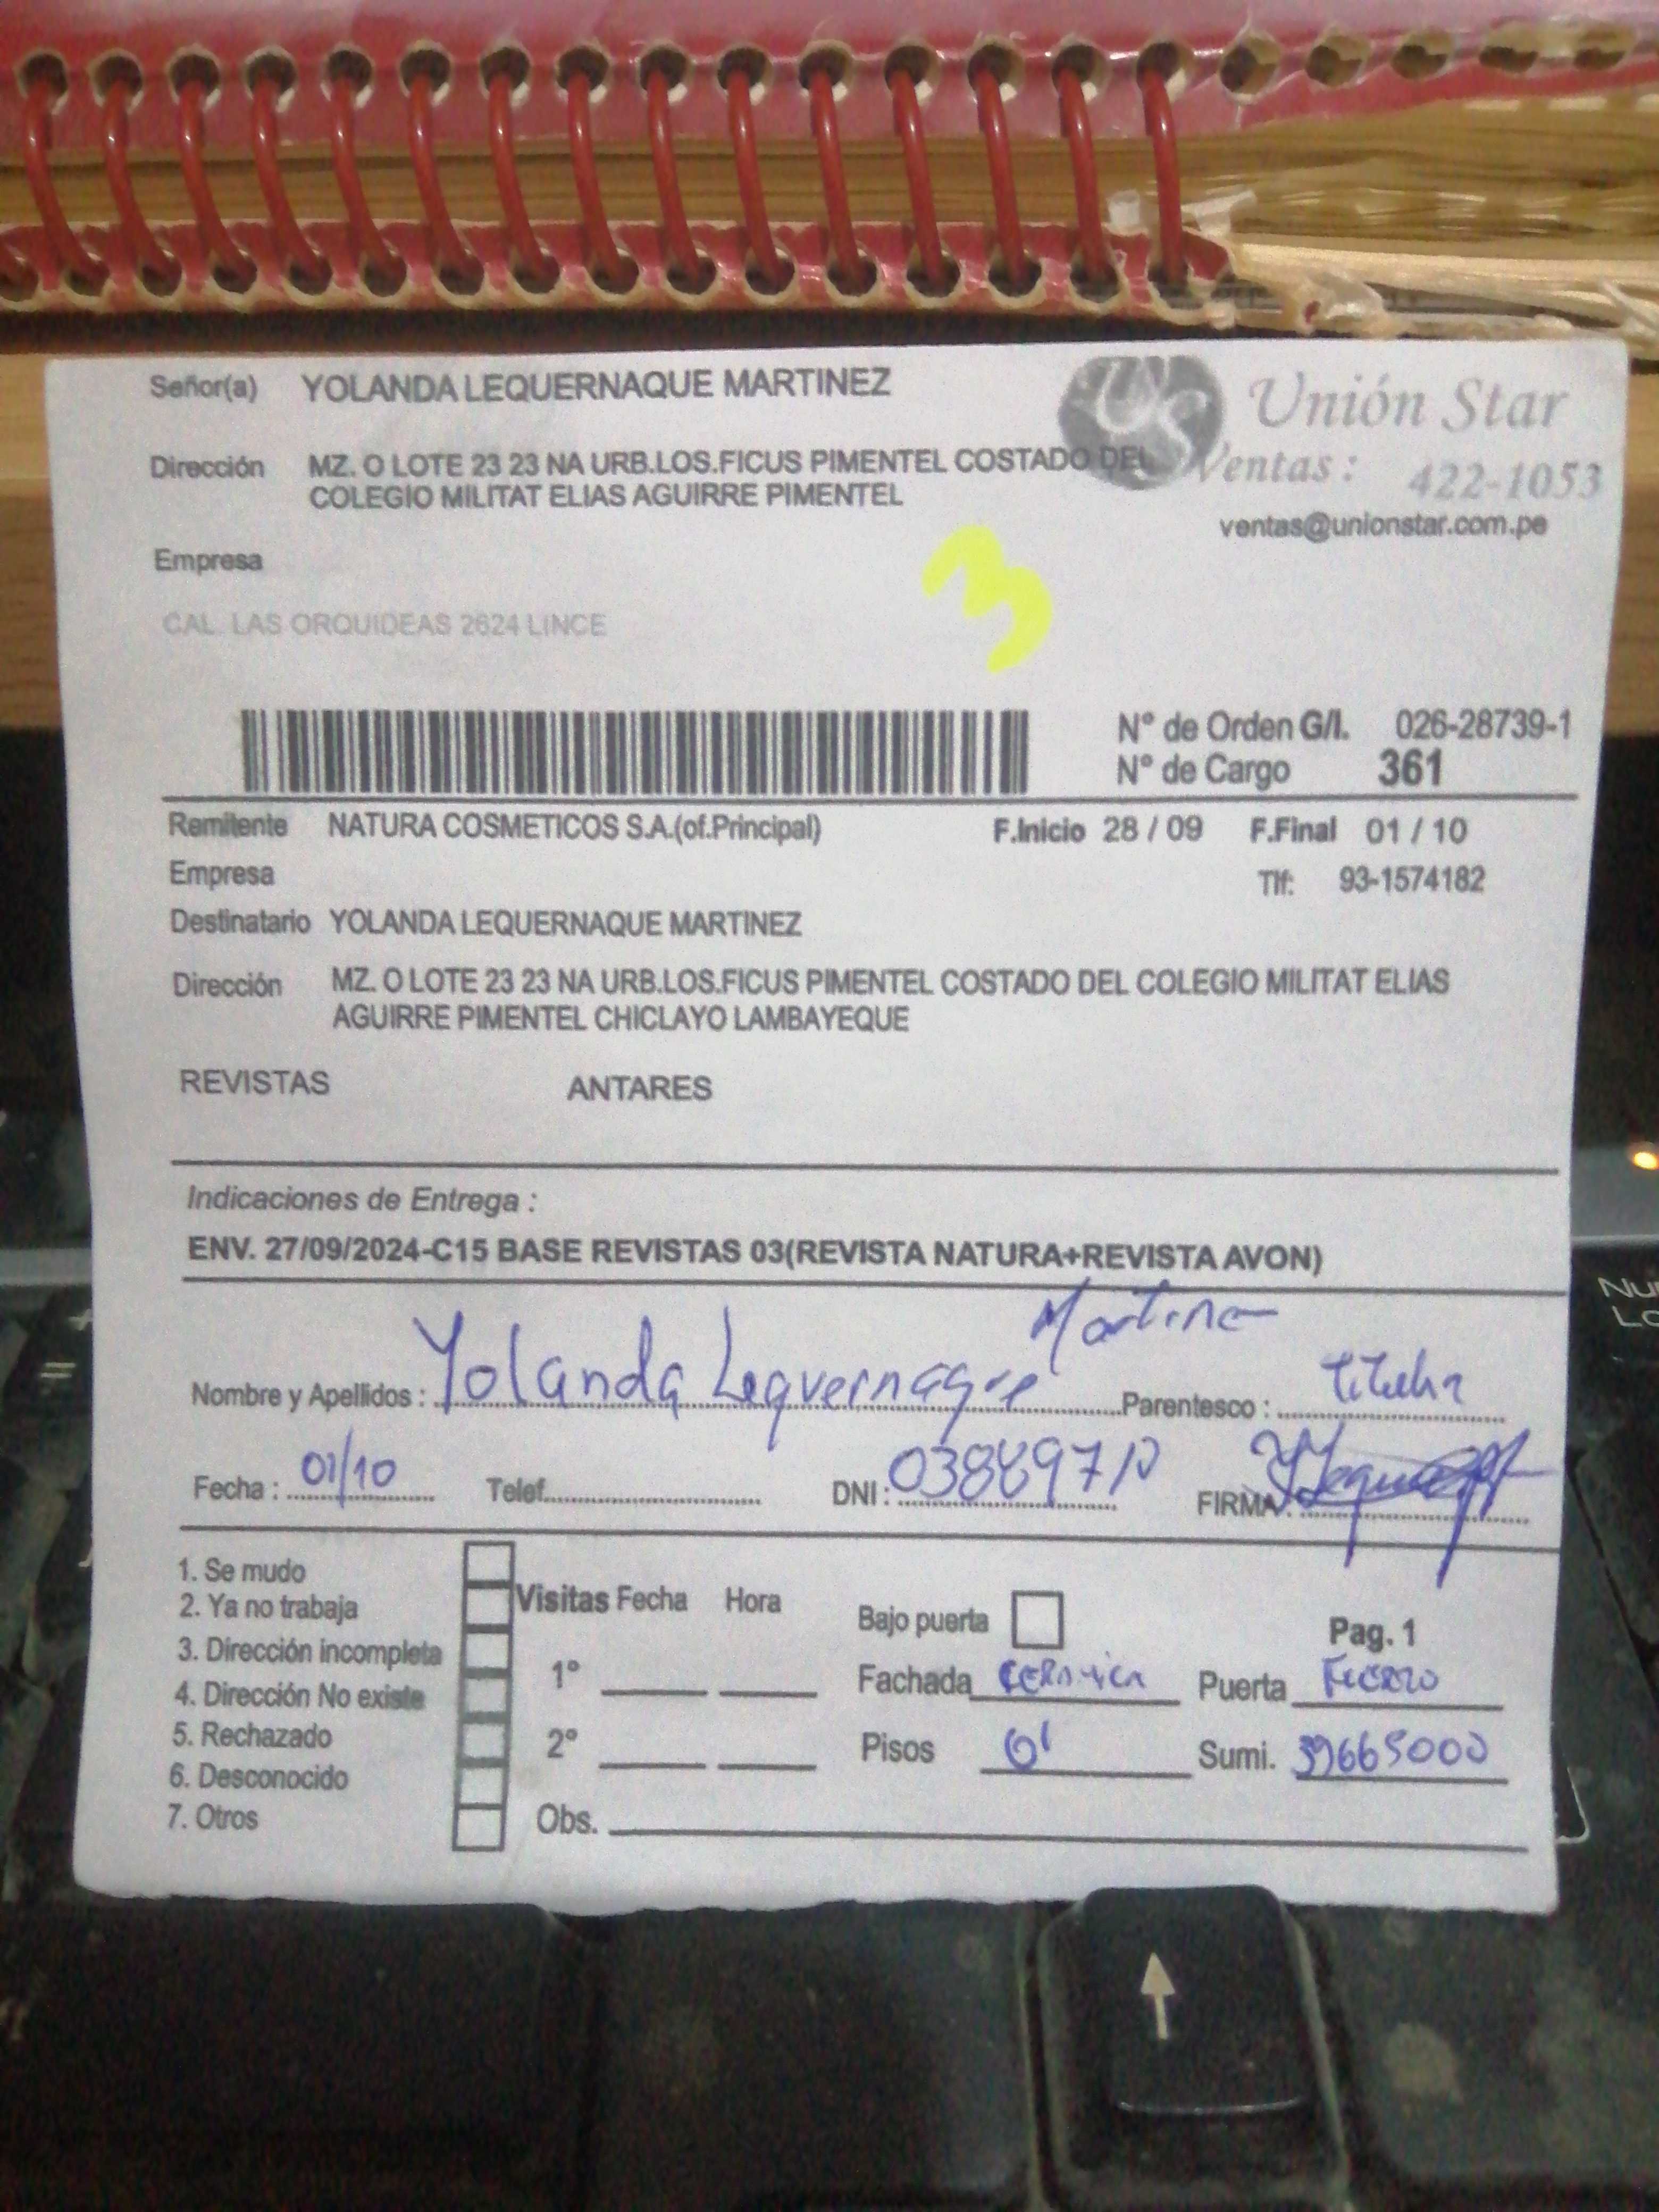 Señor(a) YOLANDA LEQUERNAQUE MARTINEZ
Unión Star
Dirección MZ. O LOTE 23 23 NA URB.LOS.FICUS PIMENTEL COSTADO DEL
COLEGIO MILITAT ELIAS AGUIRRE PIMENTEL
Ventas: 422-1053
ventas@unionstar.com.pe
Empresa
3
CAL. LAS ORQUIDEAS 2624 LINCE
N° de Orden G/I. 026-28739-1
N° de Cargo 361
Remitente NATURA COSMETICOS S.A.(of.Principal) F.Inicio 28 / 09 F.Final 01 / 10
Empresa Tlf: 93-1574182
Destinatario YOLANDA LEQUERNAQUE MARTINEZ
Dirección MZ. O LOTE 23 23 NA URB.LOS.FICUS PIMENTEL COSTADO DEL COLEGIO MILITAT ELIAS
AGUIRRE PIMENTEL CHICLAYO LAMBAYEQUE
REVISTAS ANTARES
Indicaciones de Entrega :
ENV. 27/09/2024-C15 BASE REVISTAS 03(REVISTA NATURA+REVISTA AVON)
Nombre y Apellidos : Yolanda Lequernaque Martinez Parentesco :
Fecha : 01/10 Telef. DNI : FIRMA :
1. Se mudo
2. Ya no trabaja
3. Dirección incompleta
4. Dirección No existe
5. Rechazado
6. Desconocido
7. Otros
Visitas Fecha Hora
1°
2°
Obs.
Bajo puerta Pag. 1
Fachada Puerta Fierro
Pisos 01 Sumi. 39665000
Nu
Lo